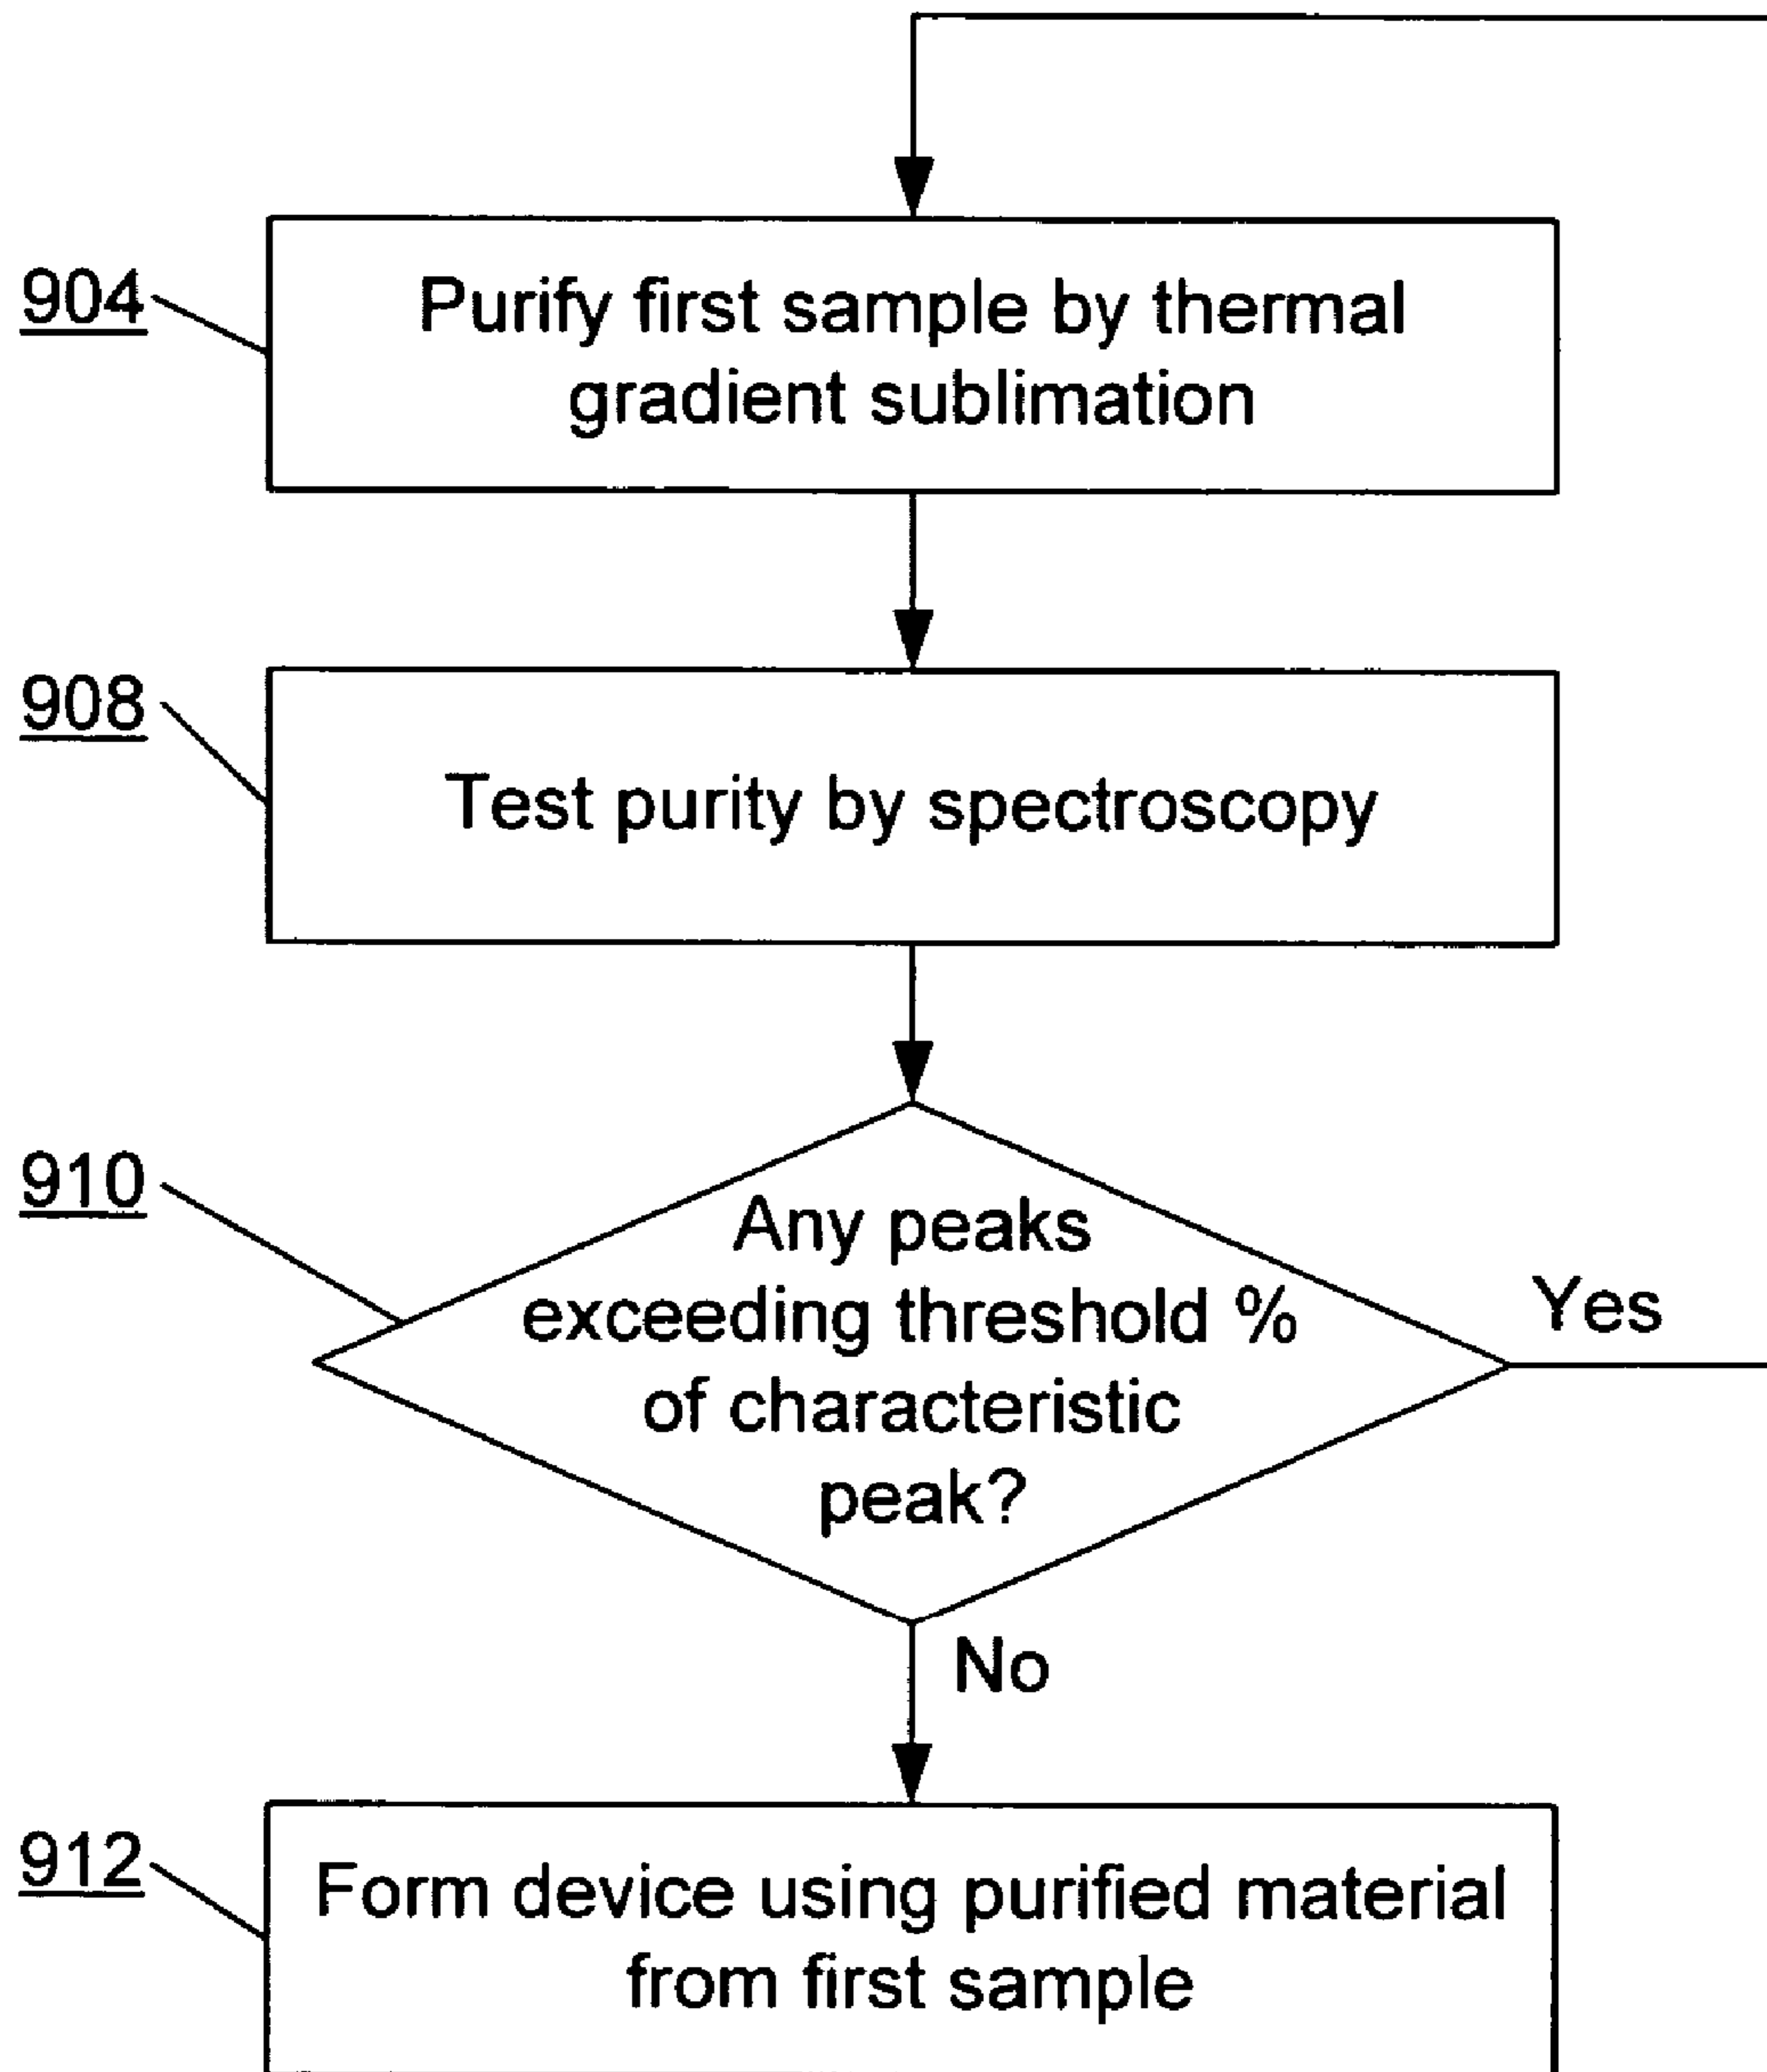 904
Purify first sample by thermal
gradient sublimation
908
Test purity by spectroscopy
910
Any peaks
exceeding threshold %
of characteristic
peak?
Yes
No
912
Form device using purified material
from first sample